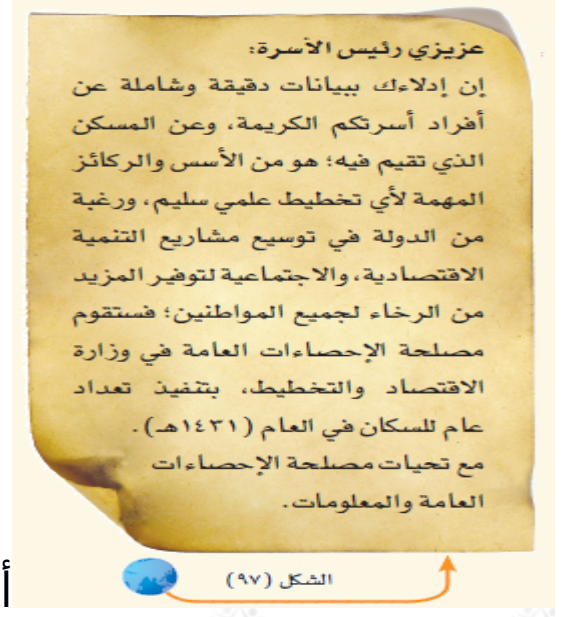 عزيزي رئيس الأسرة:
إن إدلاءك ببيانات دقيقة وشاملة عن
أفراد أسرتكم الكريمة، وعن المسكن
الذي تقيم فيه؛ هو من الأسس والركائز
المهمة لأي تخطيط علمي سليم، ورغبة
من الدولة في توسيع مشاريع التنمية
الاقتصادية، والاجتماعية لتوفير المزيد
من الرخاء لجميع المواطنين؛ فستقوم
مصلحة الإحصاءات العامة في وزارة
الاقتصاد والتخطيط، بتنفيذ تعداد
عام للسكان في العام (١٤٣١هـ).
مع تحيات مصلحة الإحصاءات
العامة والمعلومات.
الشكل (٩٧)
أ